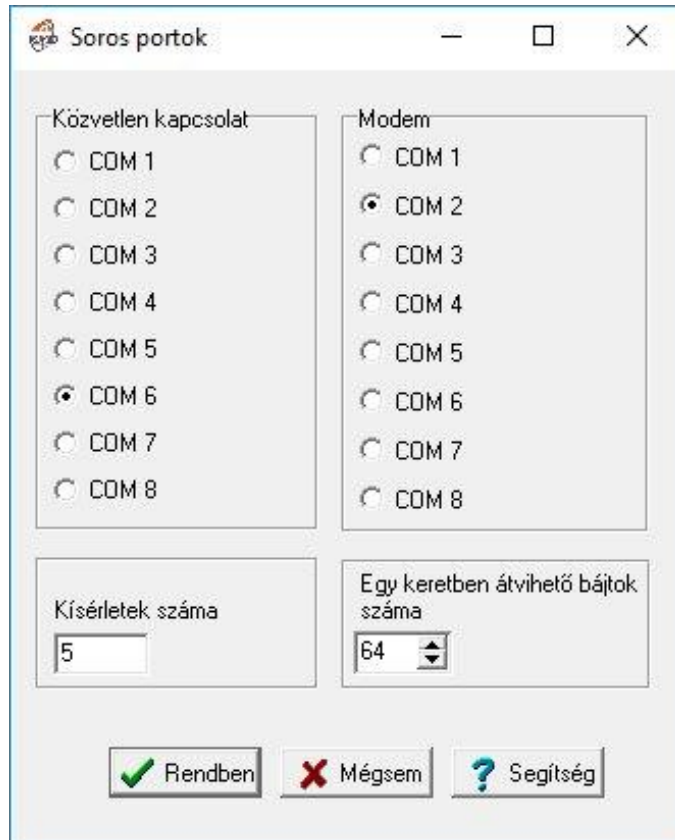 Soros portok
Közvetlen kapcsolat
COM 1
COM 2
COM 3
COM 4
COM 5
COM 6
COM 7
COM 8
Modem
COM 1
COM 2
COM 3
COM 4
COM 5
COM 6
COM 7
COM 8
Kísérletek száma
5
Egy keretben átvihető bájtok
száma
64
Rendben
Mégsem
Segítség